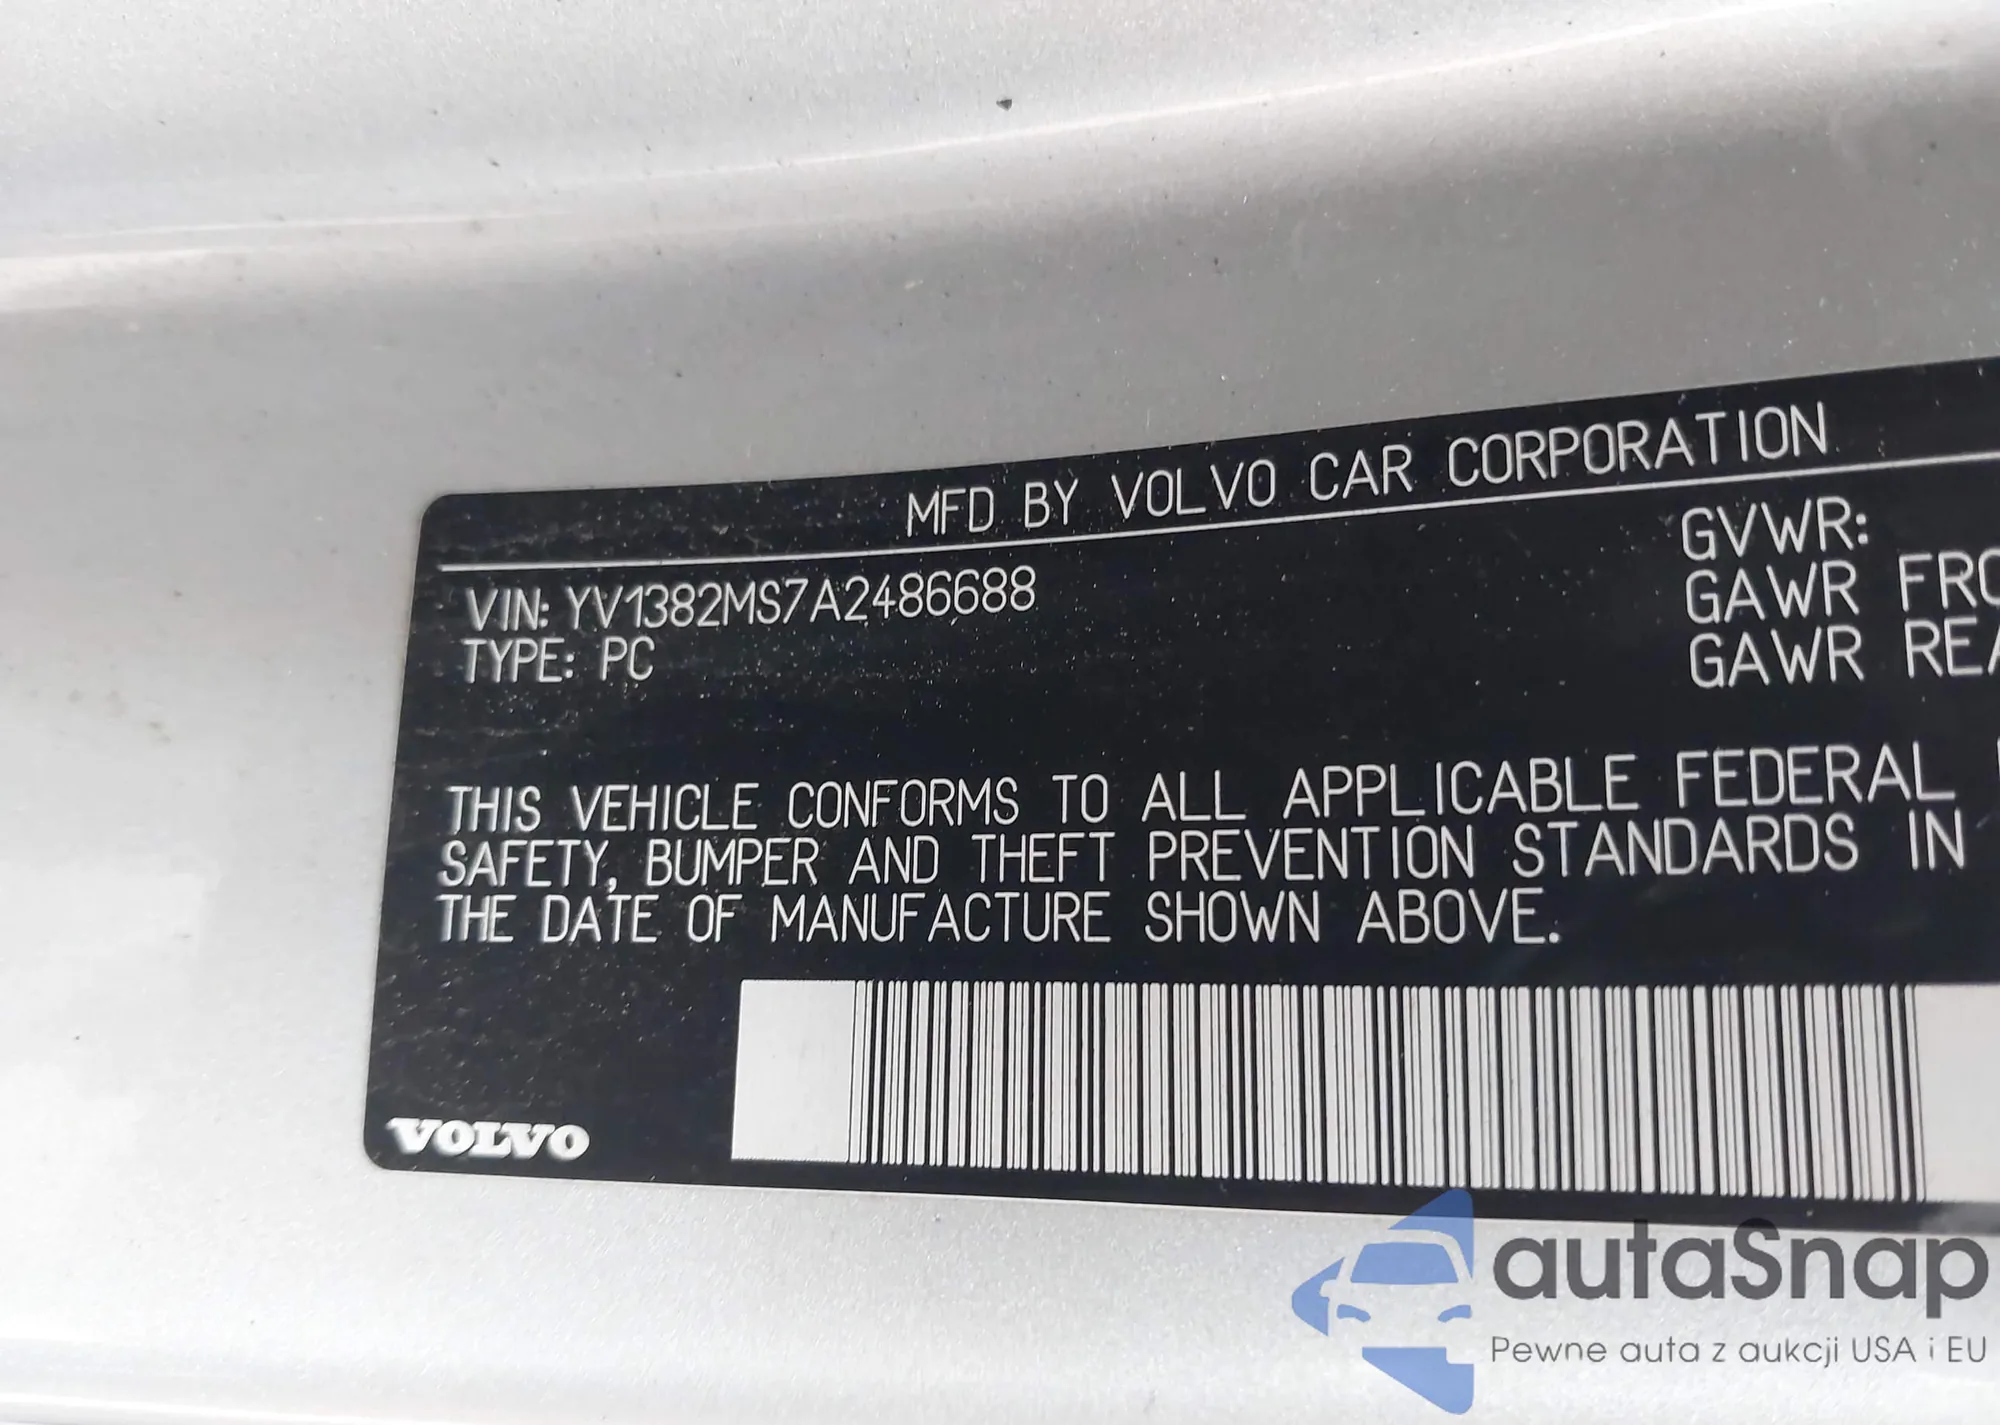 MFD BY VOLVO CAR CORPORATION
VIN: YV1382MS7A2486688
TYPE: PC
GVWR:
GAWR FRO
GAWR REA
THIS VEHICLE CONFORMS TO ALL APPLICABLE FEDERAL
SAFETY, BUMPER AND THEFT PREVENTION STANDARDS IN
THE DATE OF MANUFACTURE SHOWN ABOVE.
VOLVO
autaSnap
Pewne auta z aukcji USA i EU